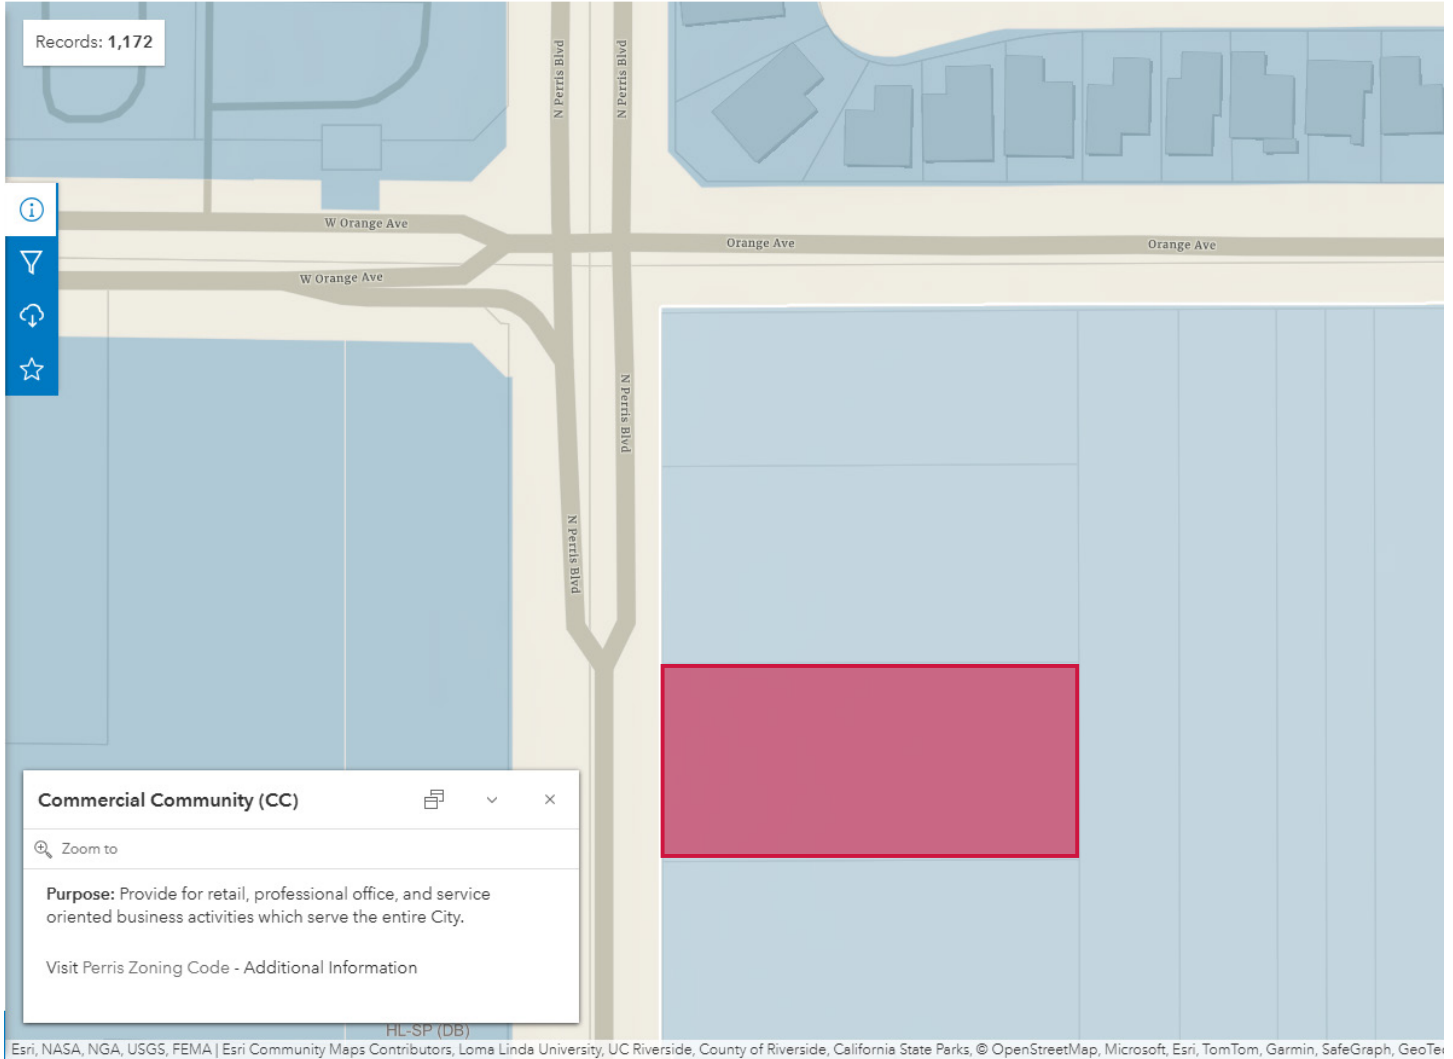 Records: 1,172
N Perris Blvd
N Perris Blvd
W Orange Ave
Orange Ave
Orange Ave
W Orange Ave
N Perris Blvd
N Perris Blvd
Commercial Community (CC)
Zoom to
Purpose: Provide for retail, professional office, and service
oriented business activities which serve the entire City.
Visit Perris Zoning Code - Additional Information
HL-SP (DB)
Esri, NASA, NGA, USGS, FEMA | Esri Community Maps Contributors, Loma Linda University, UC Riverside, County of Riverside, California State Parks, © OpenStreetMap, Microsoft, Esri, TomTom, Garmin, SafeGraph, GeoTe